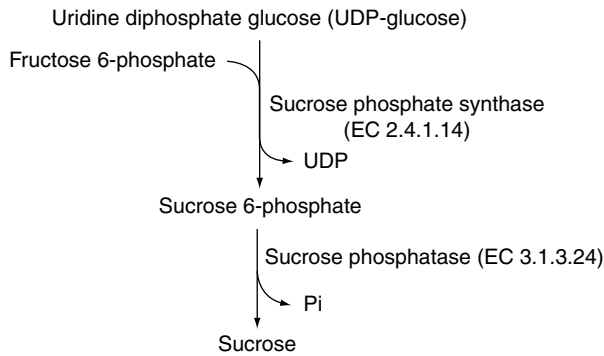 Uridine diphosphate glucose (UDP-glucose)
Fructose 6-phosphate
Sucrose phosphate synthase
(EC 2.4.1.14)
UDP
Sucrose 6-phosphate
Sucrose phosphatase (EC 3.1.3.24)
Pi
Sucrose